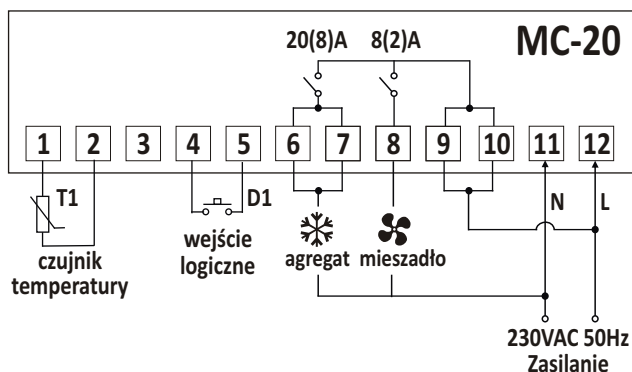 MC-20
20(8)A 8(2)A
1 2 3 4 5 6 7 8 9 10 11 12
T1 D1 N L
czujnik
temperatury
wejście
logiczne
agregat mieszadło
230VAC 50Hz
Zasilanie